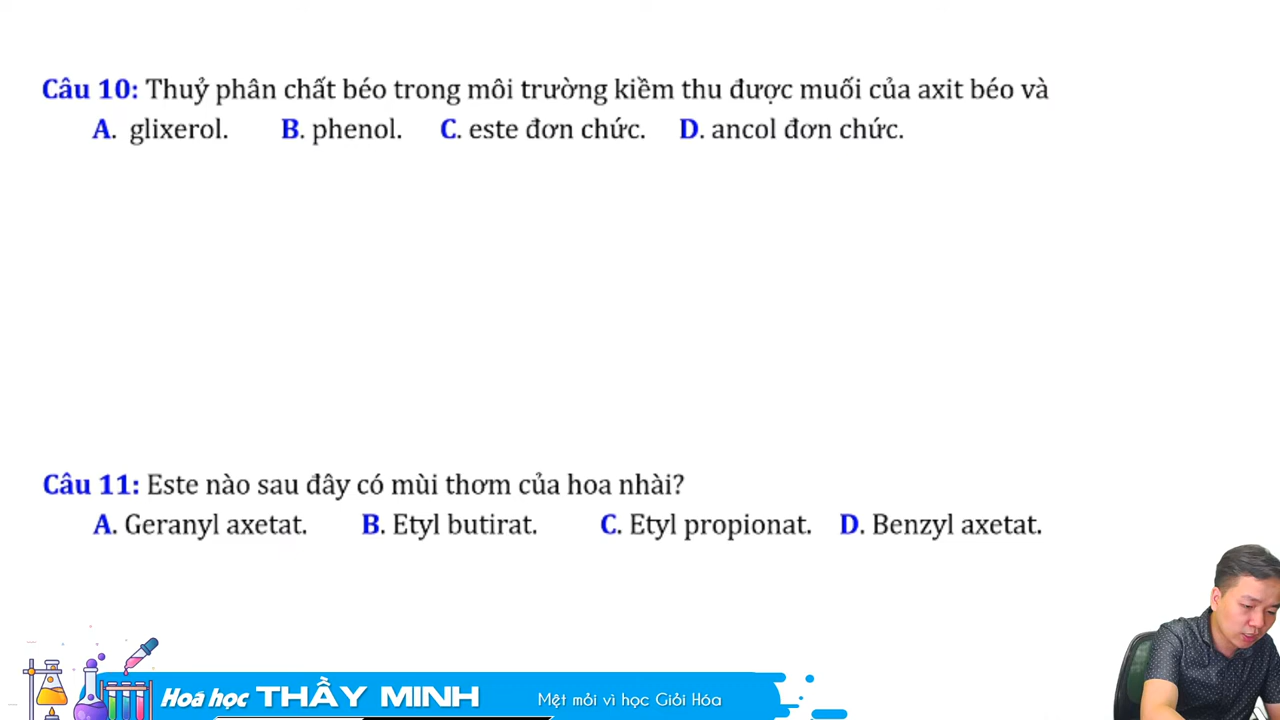 Câu 10: Thuỷ phân chất béo trong môi trường kiềm thu được muối của axit béo và
A. glixerol. B. phenol. C. este đơn chức. D. ancol đơn chức.
Câu 11: Este nào sau đây có mùi thơm của hoa nhài?
A. Geranyl axetat. B. Etyl butirat. C. Etyl propionat. D. Benzyl axetat.
Hoá học THẦY MINH Mệt mỏi vì học Giỏi Hóa